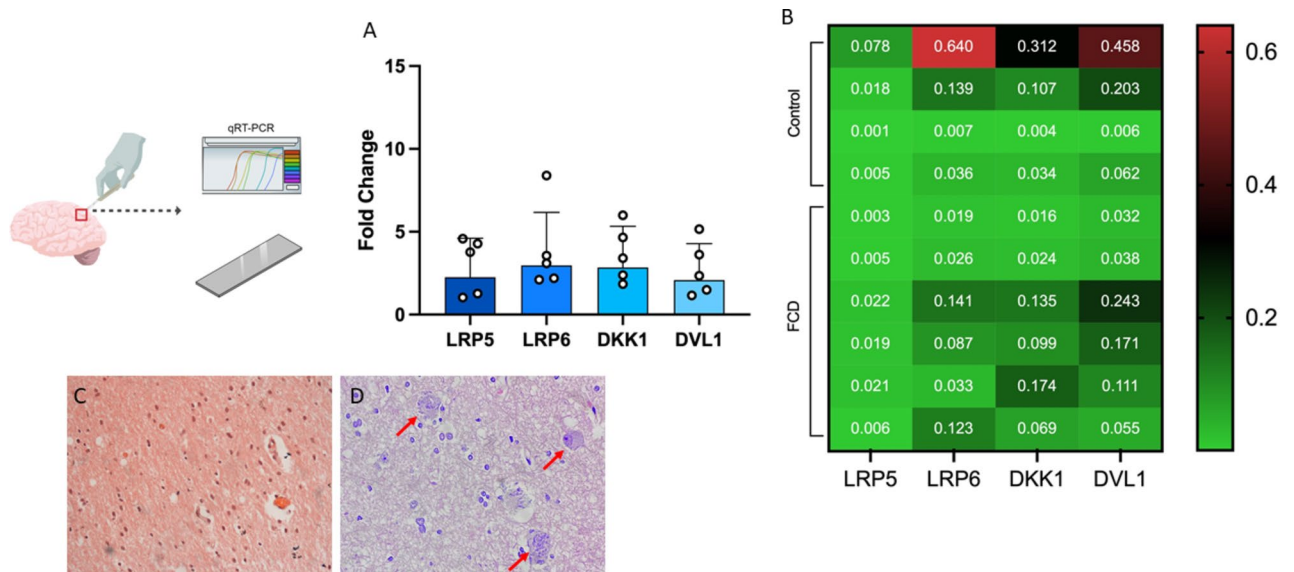 A
B
qRT-PCR
15
10
5
0
Fold Change
LRP5 LRP6 DKK1 DVL1
Control
FCD
0.078 0.640 0.312 0.458
0.018 0.139 0.107 0.203
0.001 0.007 0.004 0.006
0.005 0.036 0.034 0.062
0.003 0.019 0.016 0.032
0.005 0.026 0.024 0.038
0.022 0.141 0.135 0.243
0.019 0.087 0.099 0.171
0.021 0.033 0.174 0.111
0.006 0.123 0.069 0.055
LRP5 LRP6 DKK1 DVL1
0.6
0.4
0.2
C
D